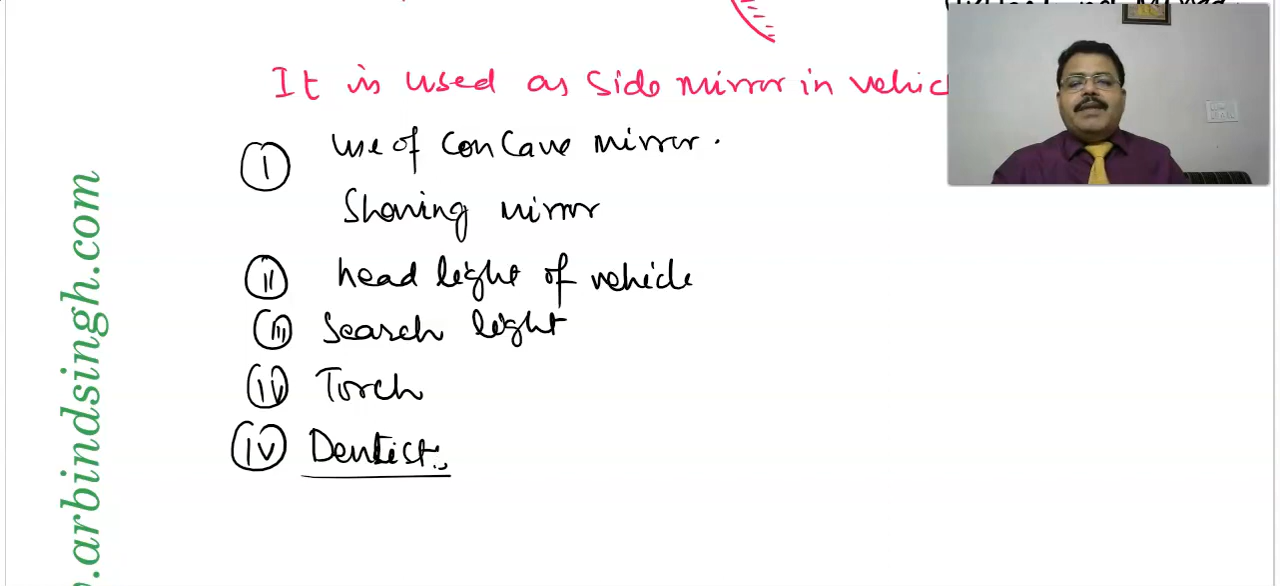 It is used as side mirror in vehic
I use of Concave mirror.
Shaving mirror
II head light of vehicle
III Search light
IV Torch
IV Dentist.
.arbindsingh.com